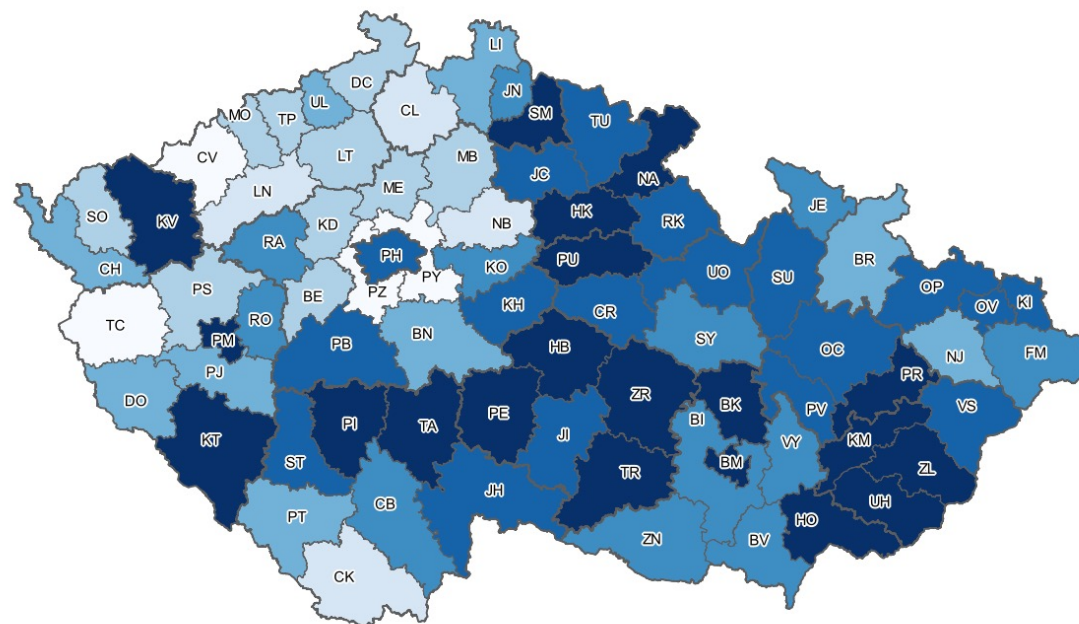 LI
DC
JN
CL
UL
SM
MO
TP
TU
CV
LT
MB
JC
NA
ME
LN
SO
KV
HK
RK
JE
KD
NB
RA
PH
KO
PU
UO
SU
BR
CH
PY
OP
PS
BE
PZ
KH
CR
OV
KI
TC
RO
PM
PB
BN
SY
OC
NJ
FM
HB
PJ
DO
ZR
BK
PR
PV
VS
KT
PI
TA
PE
BI
JI
VY
KM
BM
ZL
ST
TR
JH
CB
UH
HO
PT
ZN
BV
CK